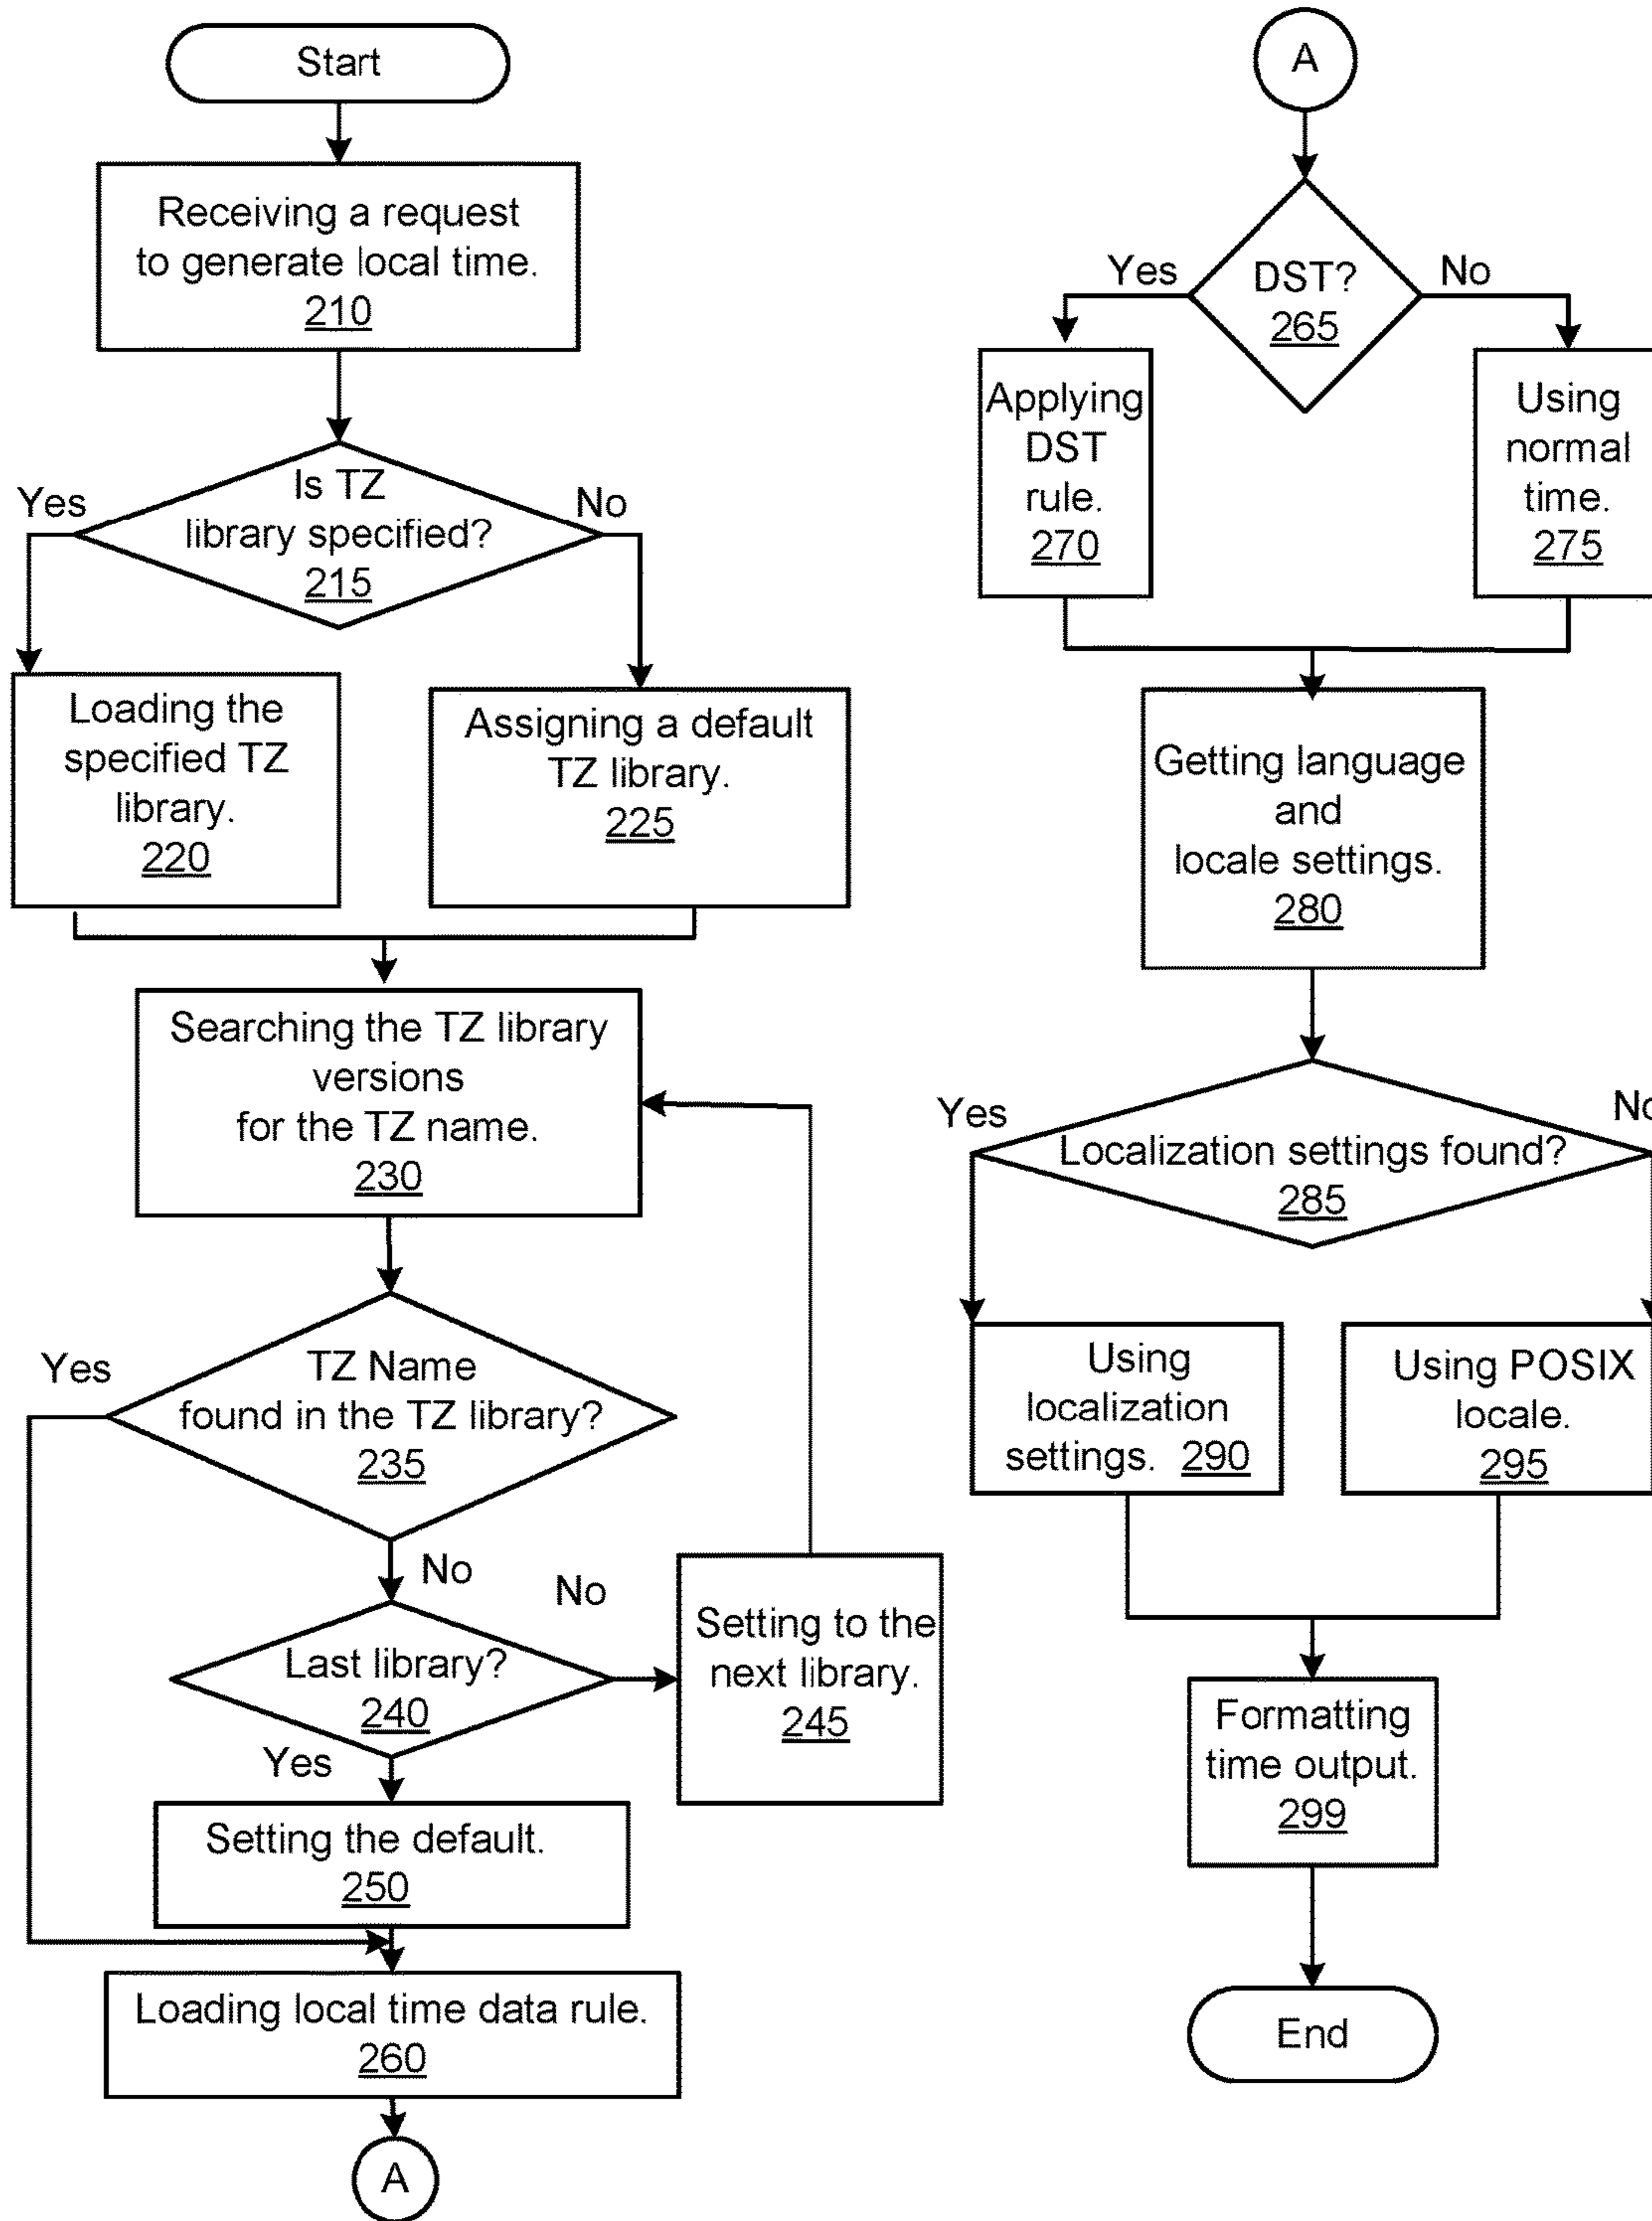 Start
Receiving a request
to generate local time.
210
Is TZ
library specified?
215
Yes
No
Loading the
specified TZ
library.
220
Assigning a default
TZ library.
225
Searching the TZ library
versions
for the TZ name.
230
TZ Name
found in the TZ library?
235
Yes
No
Last library?
240
No
Yes
Setting to the
next library.
245
Setting the default.
250
Loading local time data rule.
260
A
A
DST?
265
Yes
No
Applying
DST
rule.
270
Using
normal
time.
275
Getting language
and
locale settings.
280
Localization settings found?
285
Yes
No
Using
localization
settings. 290
Using POSIX
locale.
295
Formatting
time output.
299
End